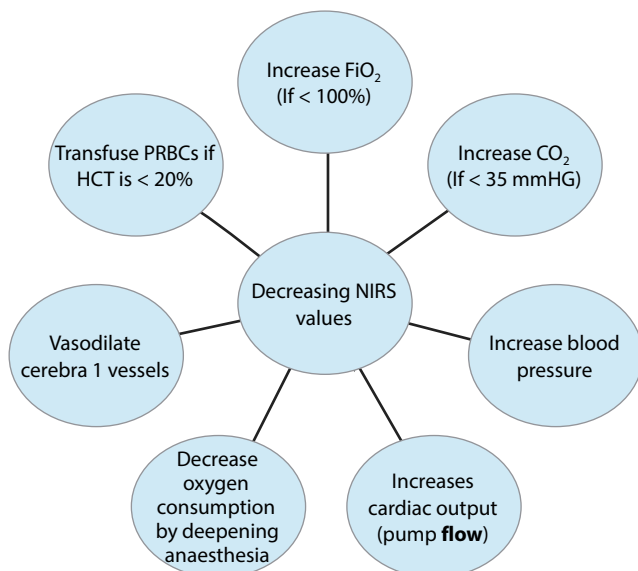 Increase FiO₂
(If < 100%)
Transfuse PRBCs if
HCT is < 20%
Increase CO₂
(If < 35 mmHG)
Decreasing NIRS
values
Vasodilate
cerebra 1 vessels
Increase blood
pressure
Decrease
oxygen
consumption
by deepening
anaesthesia
Increases
cardiac output
(pump flow)